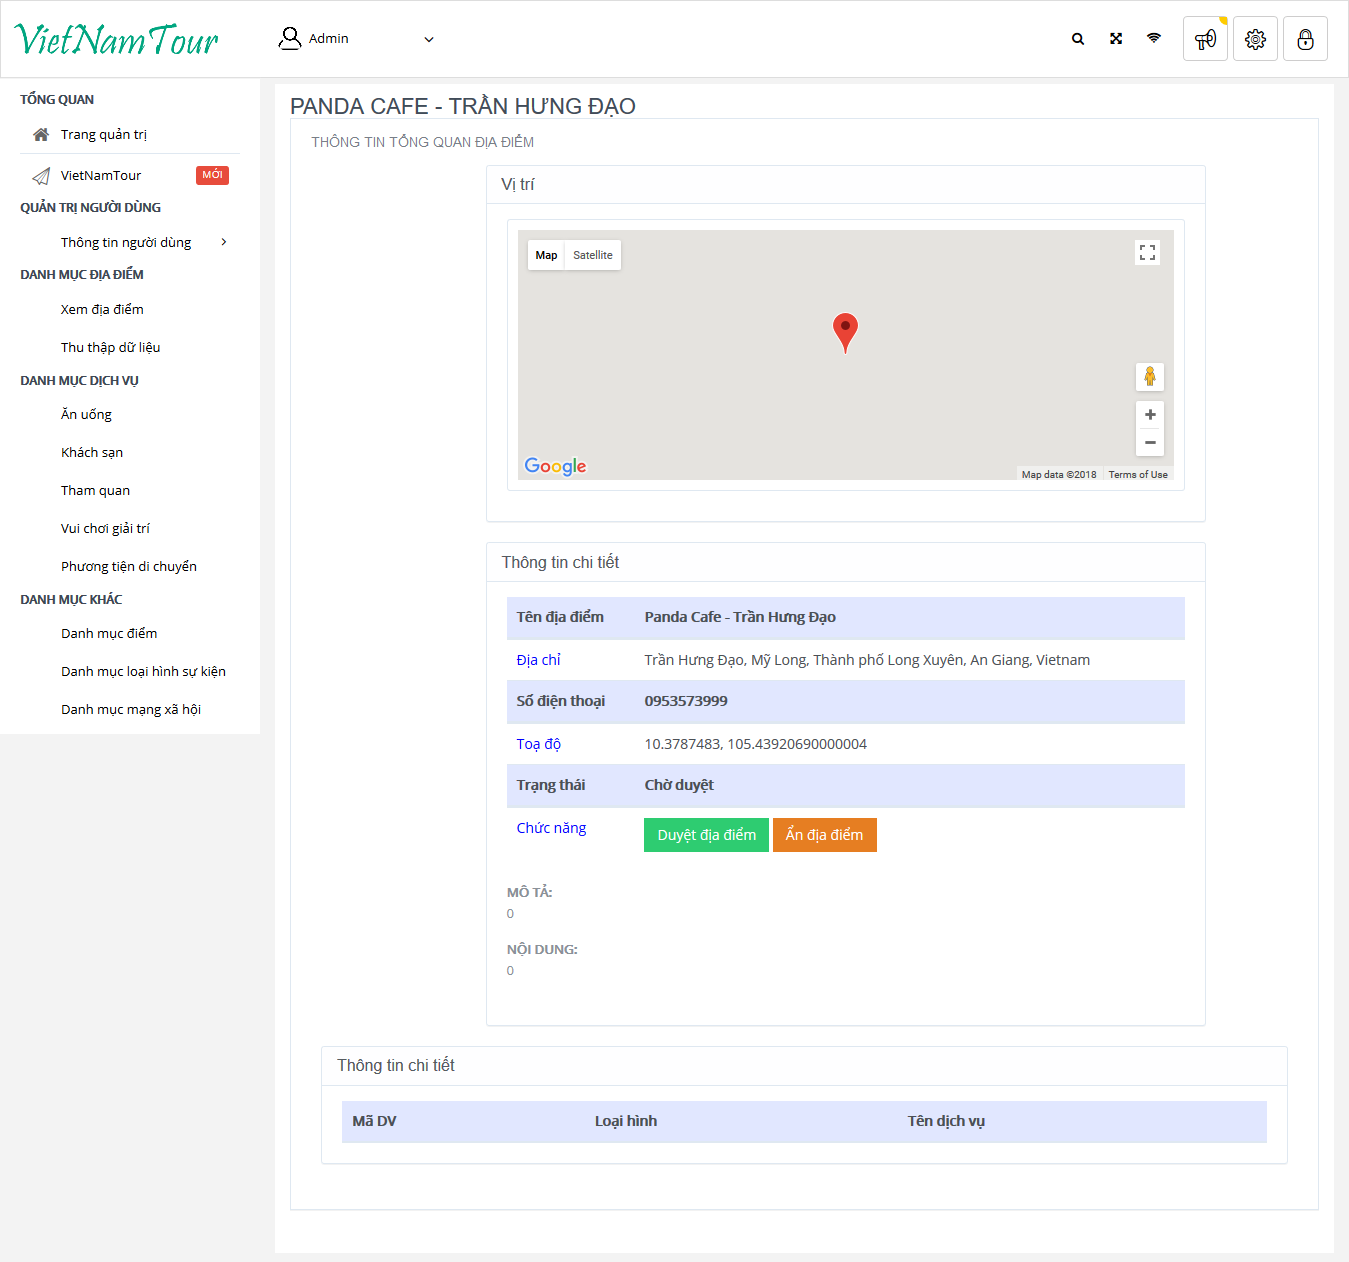 VietNamTour
Admin
TỔNG QUAN
Trang quản trị
VietNamTour MỚI
QUẢN TRỊ NGƯỜI DÙNG
Thông tin người dùng
DANH MỤC ĐỊA ĐIỂM
Xem địa điểm
Thu thập dữ liệu
DANH MỤC DỊCH VỤ
Ăn uống
Khách sạn
Tham quan
Vui chơi giải trí
Phương tiện di chuyển
DANH MỤC KHÁC
Danh mục điểm
Danh mục loại hình sự kiện
Danh mục mạng xã hội
PANDA CAFE - TRẦN HƯNG ĐẠO
THÔNG TIN TỔNG QUAN ĐỊA ĐIỂM
Vị trí
Map Satellite
Google
Map data ©2018 Terms of Use
Thông tin chi tiết
Tên địa điểm Panda Cafe - Trần Hưng Đạo
Địa chỉ Trần Hưng Đạo, Mỹ Long, Thành phố Long Xuyên, An Giang, Vietnam
Số điện thoại 0953573999
Toạ độ 10.3787483, 105.43920690000004
Trạng thái Chờ duyệt
Chức năng Duyệt địa điểm Ẩn địa điểm
MÔ TẢ:
0
NỘI DUNG:
0
Thông tin chi tiết
Mã DV Loại hình Tên dịch vụ